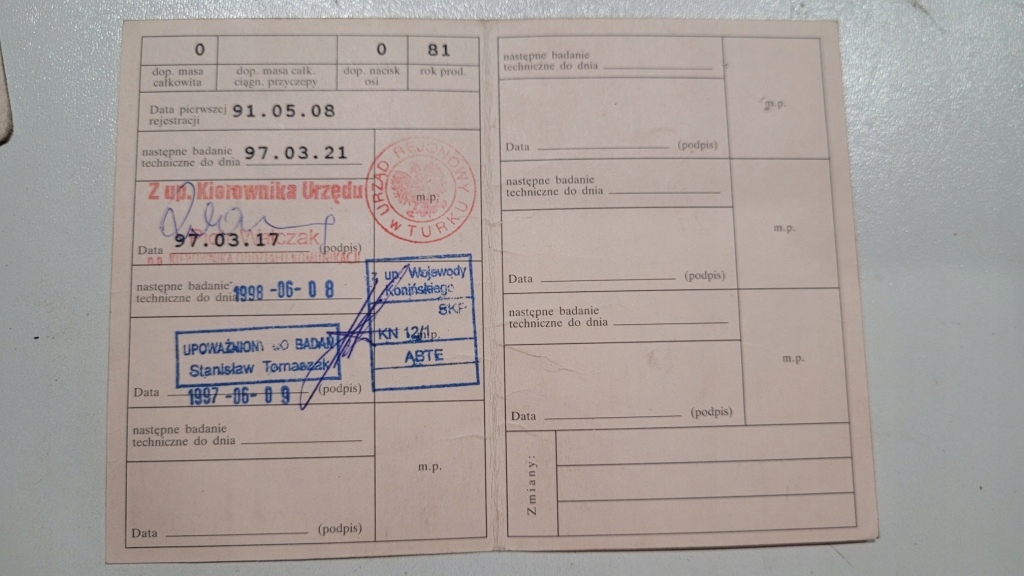 0 0 81
dop. masa całkowita
dop. masa całk. ciągn. przyczepy
dop. nacisk osi
rok prod.
Data pierwszej rejestracji 91.05.08
następne badanie
techniczne do dnia 97.03.21
Z up. Kierownika Urzędu
URZĄD REJONOWY w TURKU
m.p.
Data 97.03.17 (podpis)
następne badanie
techniczne do dnia 1998 -06- 08
z up. Wojewody
Konińskiego
SKP
KN 12/1
m.p.
ABTE
UPOWAŻNIONY DO BADAŃ
Stanisław Tomaszak
Data 1997 -06- 09 (podpis)
następne badanie
techniczne do dnia
m.p.
Data (podpis)
następne badanie
techniczne do dnia
m.p.
Data (podpis)
następne badanie
techniczne do dnia
m.p.
Data (podpis)
następne badanie
techniczne do dnia
m.p.
Data (podpis)
Zmiany: